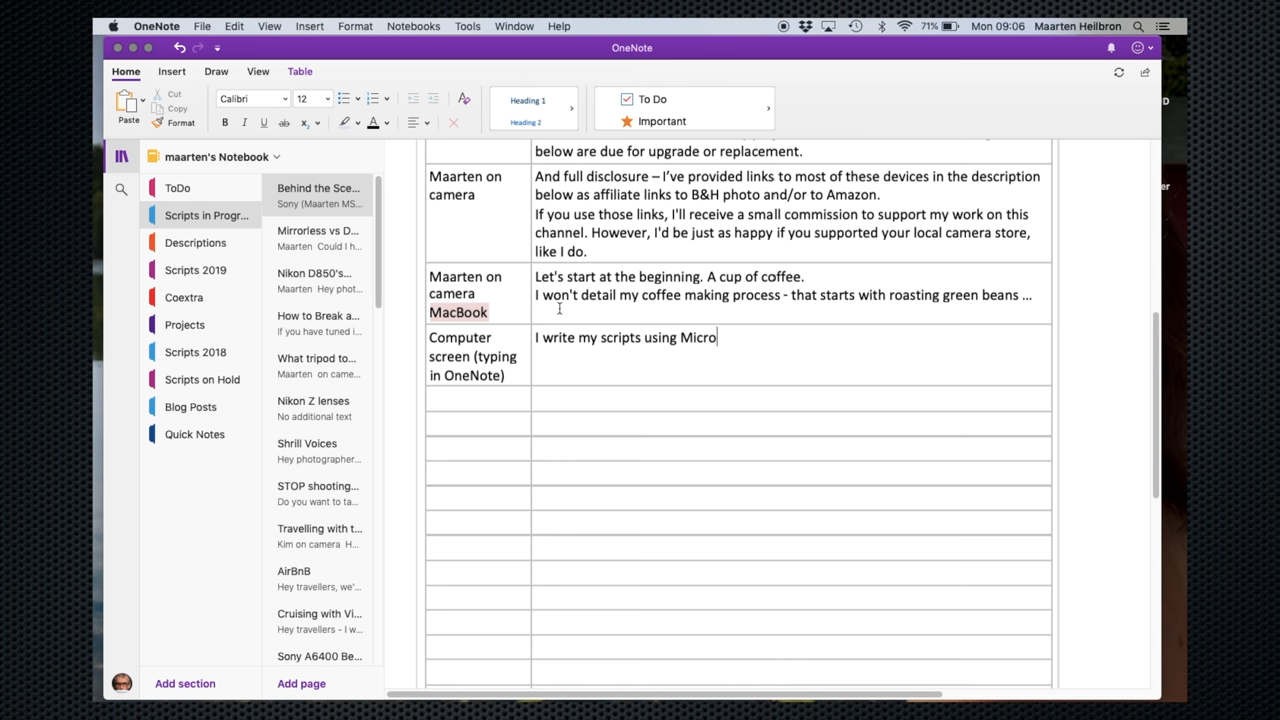 OneNote File Edit View Insert Format Notebooks Tools Window Help 71% Mon 09:06 Maarten Heilbron
OneNote
Home Insert Draw View Table
Paste
Cut
Copy
Format
Calibri 12
B I U ab x₂ A
Heading 1
Heading 2
To Do
Important
maarten's Notebook
ToDo
Scripts in Progr...
Descriptions
Scripts 2019
Coextra
Projects
Scripts 2018
Scripts on Hold
Blog Posts
Quick Notes
Add section
Behind the Sce...
Sony (Maarten MS...
Mirrorless vs D...
Maarten Could I h...
Nikon D850's...
Maarten Hey phot...
How to Break a...
If you have tuned i...
What tripod to...
Maarten on came...
Nikon Z lenses
No additional text
Shrill Voices
Hey photographer...
STOP shooting...
Do you want to ta...
Travelling with t...
Kim on camera H...
AirBnB
Hey travellers, we'...
Cruising with Vi...
Hey travellers - I w...
Sony A6400 Be...
Add page
below are due for upgrade or replacement.
Maarten on
camera
And full disclosure – I've provided links to most of these devices in the description
below as affiliate links to B&H photo and/or to Amazon.
If you use those links, I'll receive a small commission to support my work on this
channel. However, I'd be just as happy if you supported your local camera store,
like I do.
Maarten on
camera
MacBook
Let's start at the beginning. A cup of coffee.
I won't detail my coffee making process - that starts with roasting green beans ...
Computer
screen (typing
in OneNote)
I write my scripts using Micro